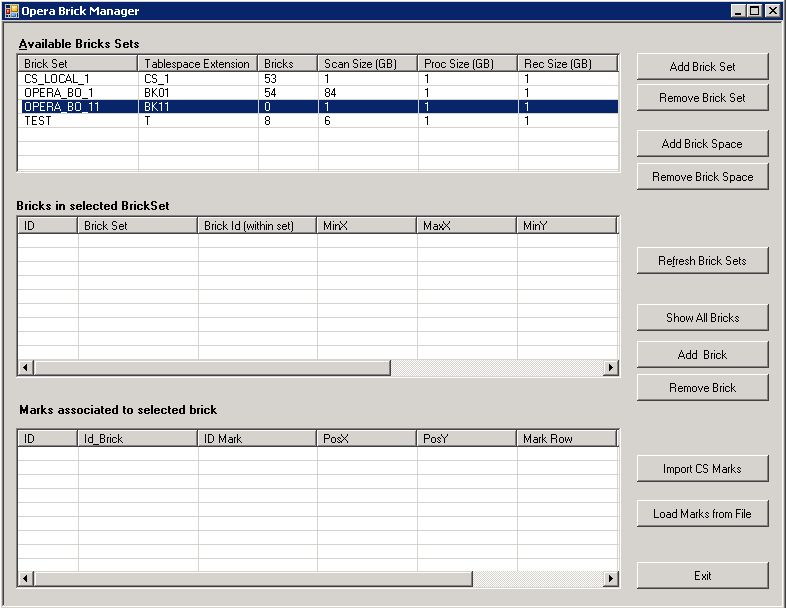 Opera Brick Manager
Available Bricks Sets
Brick Set Tablespace Extension Bricks Scan Size (GB) Proc Size (GB) Rec Size (GB)
CS_LOCAL_1 CS_1 53 1 1 1
OPERA_BO_1 BK01 54 84 1 1
OPERA_BO_11 BK11 0 1 1 1
TEST T 8 6 1 1
Add Brick Set
Remove Brick Set
Add Brick Space
Remove Brick Space
Bricks in selected BrickSet
ID Brick Set Brick Id (within set) MinX MaxX MinY
Refresh Brick Sets
Show All Bricks
Add Brick
Remove Brick
Marks associated to selected brick
ID Id_Brick ID Mark PosX PosY Mark Row
Import CS Marks
Load Marks from File
Exit